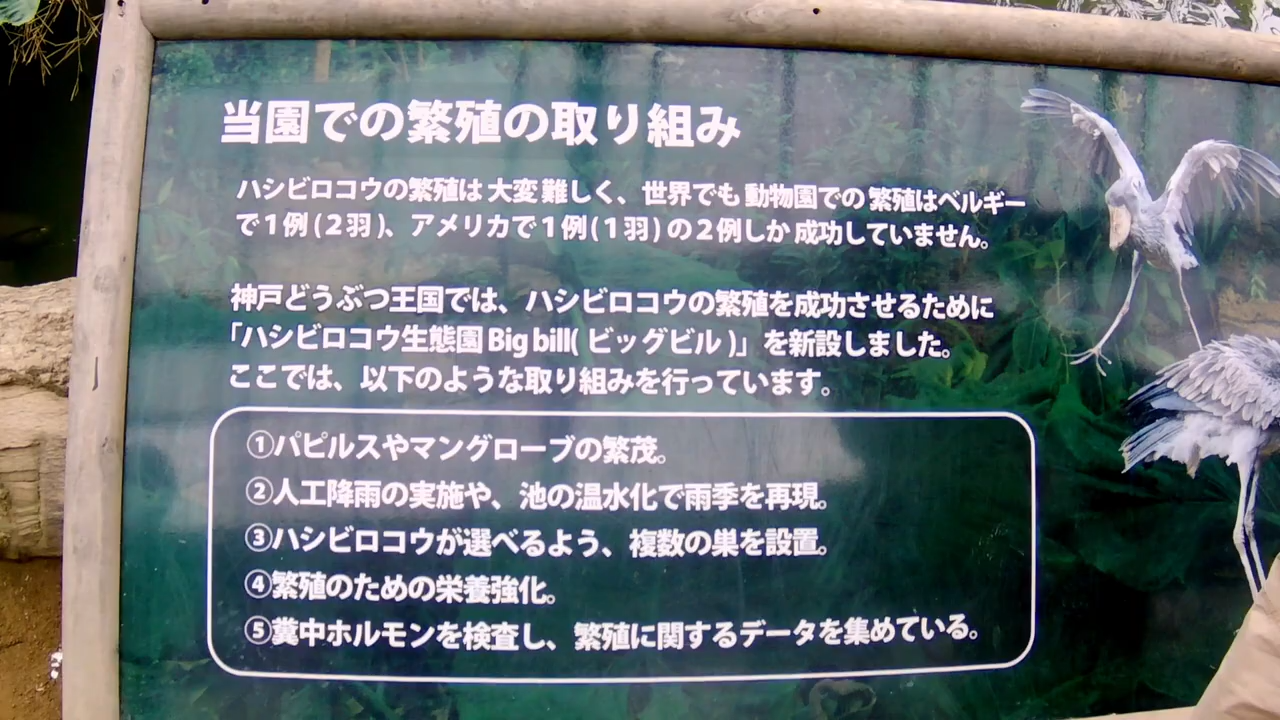 当園での繁殖の取り組み
ハシビロコウの繁殖は大変難しく、世界でも動物園での繁殖はベルギー
で1例(2羽)、アメリカで1例(1羽)の2例しか成功していません。
神戸どうぶつ王国では、ハシビロコウの繁殖を成功させるために
「ハシビロコウ生態園 Big bill(ビッグビル)」を新設しました。
ここでは、以下のような取り組みを行っています。
①パピルスやマングローブの繁茂。
②人工降雨の実施や、池の温水化で雨季を再現。
③ハシビロコウが選べるよう、複数の巣を設置。
④繁殖のための栄養強化。
⑤糞中ホルモンを検査し、繁殖に関するデータを集めている。